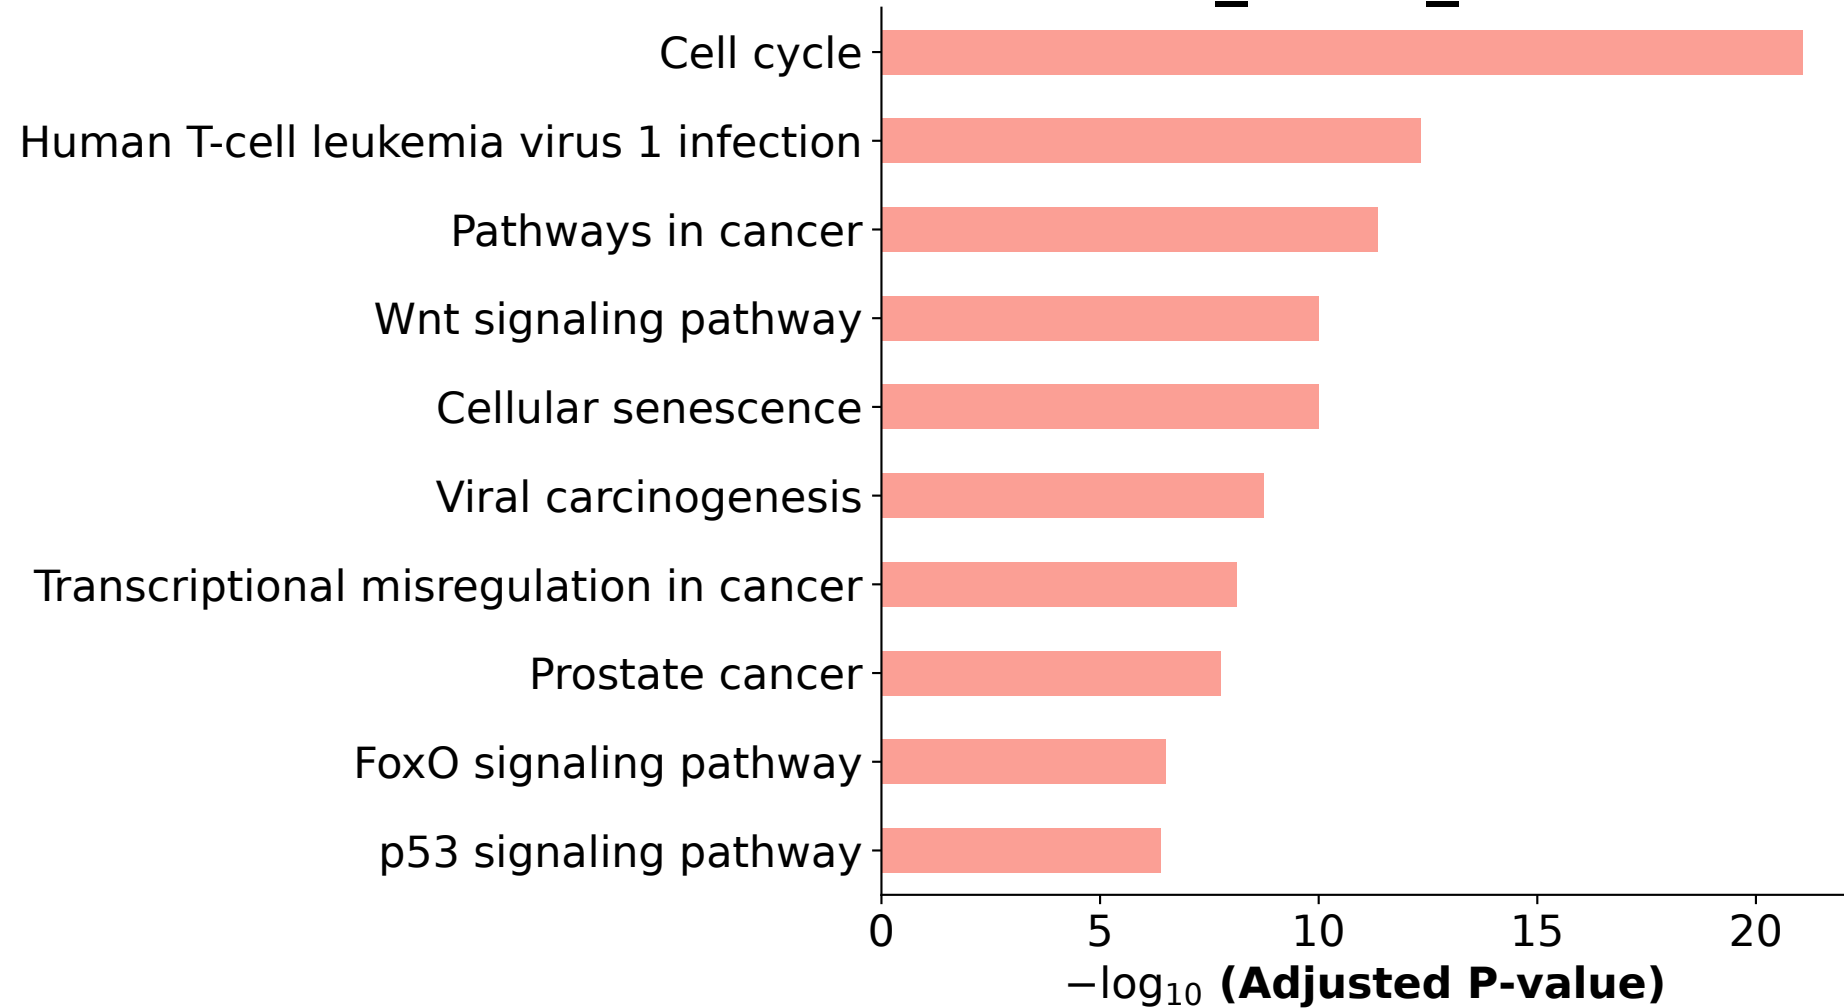 Cell cycle
Human T-cell leukemia virus 1 infection
Pathways in cancer
Wnt signaling pathway
Cellular senescence
Viral carcinogenesis
Transcriptional misregulation in cancer
Prostate cancer
FoxO signaling pathway
p53 signaling pathway
0 5 10 15 20
−log₁₀ (Adjusted P-value)